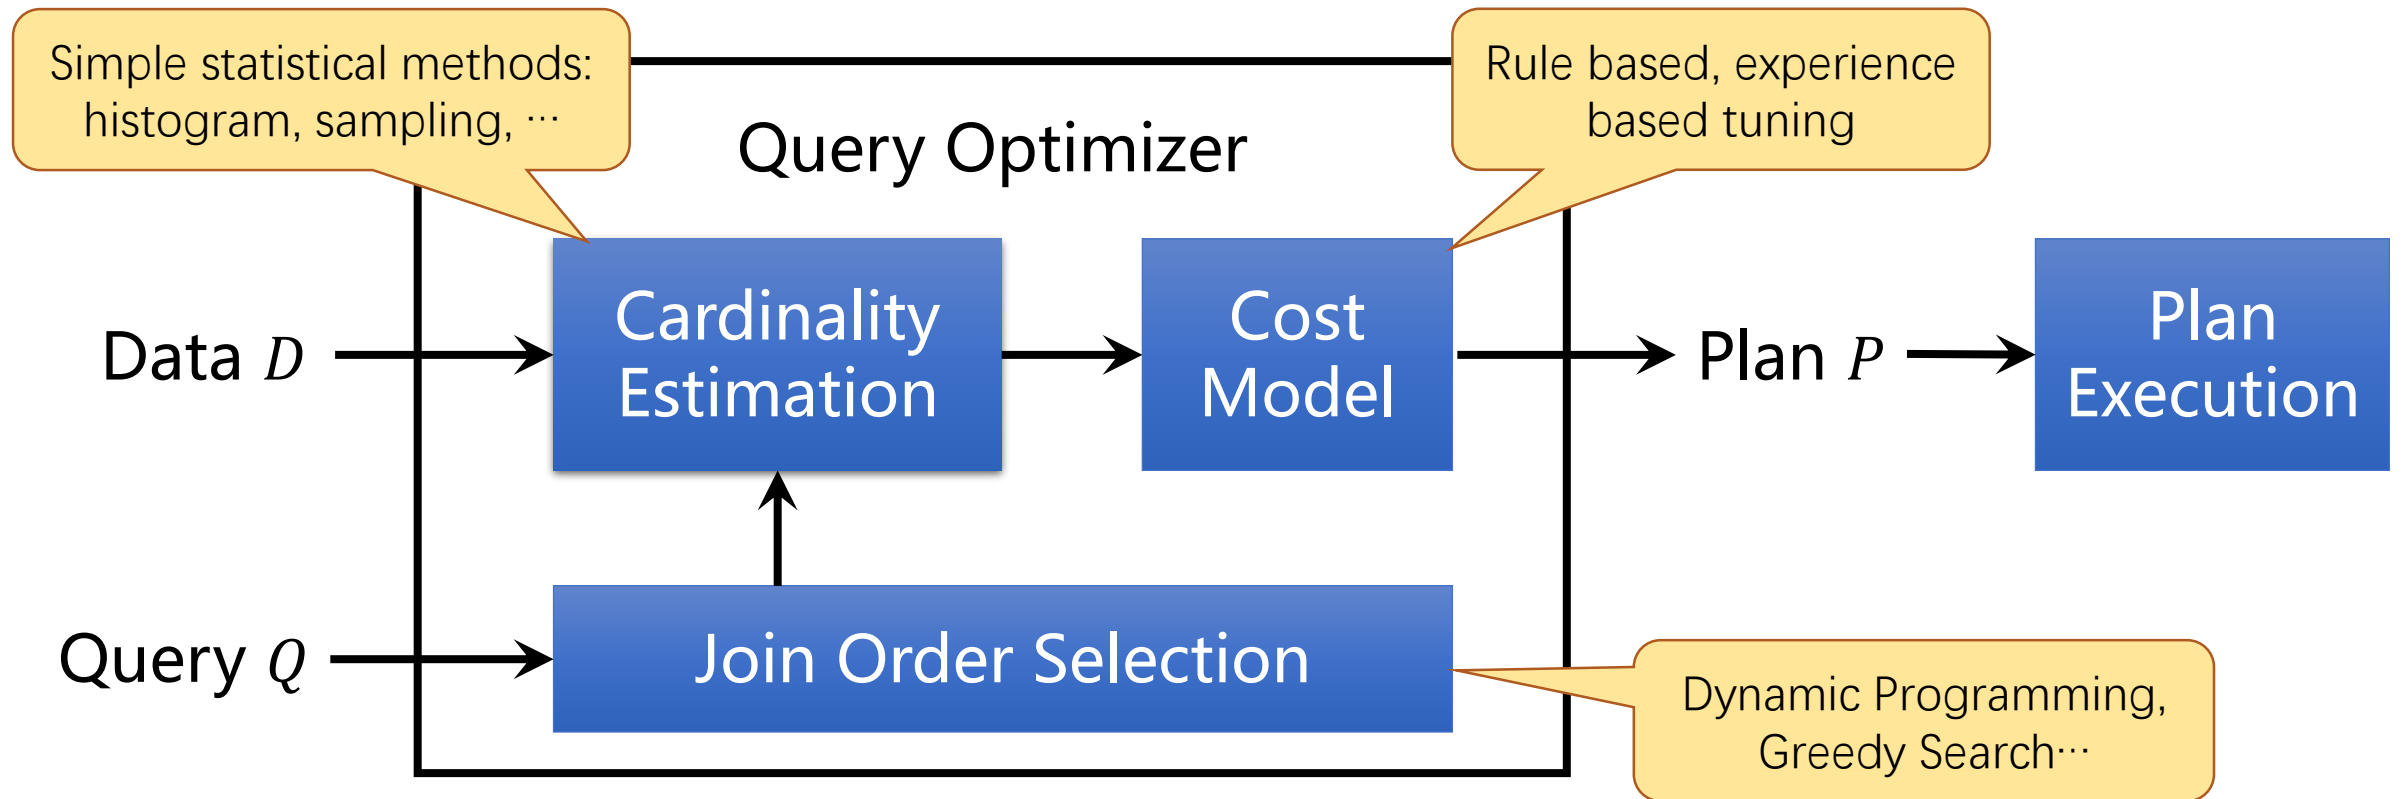 Simple statistical methods:
histogram, sampling, ···
Rule based, experience
based tuning
Query Optimizer
Data D
Cardinality
Estimation
Cost
Model
Plan P
Plan
Execution
Query Q
Join Order Selection
Dynamic Programming,
Greedy Search···